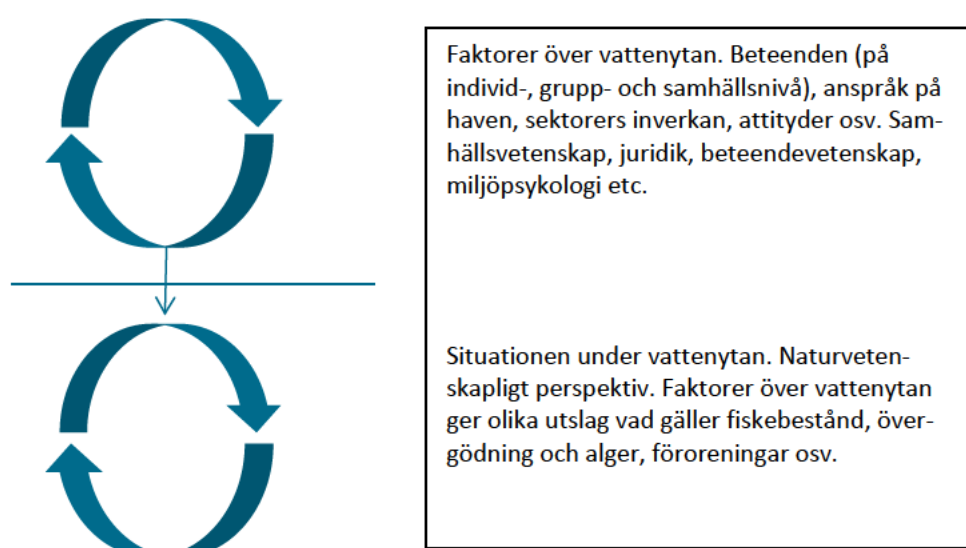 Faktorer över vattenytan. Beteenden (på
individ-, grupp- och samhällsnivå), anspråk på
haven, sektorers inverkan, attityder osv. Sam-
hällsvetenskap, juridik, beteendevetenskap,
miljöpsykologi etc.
Situationen under vattenytan. Naturveten-
skapligt perspektiv. Faktorer över vattenytan
ger olika utslag vad gäller fiskebestånd, över-
gödning och alger, föroreningar osv.